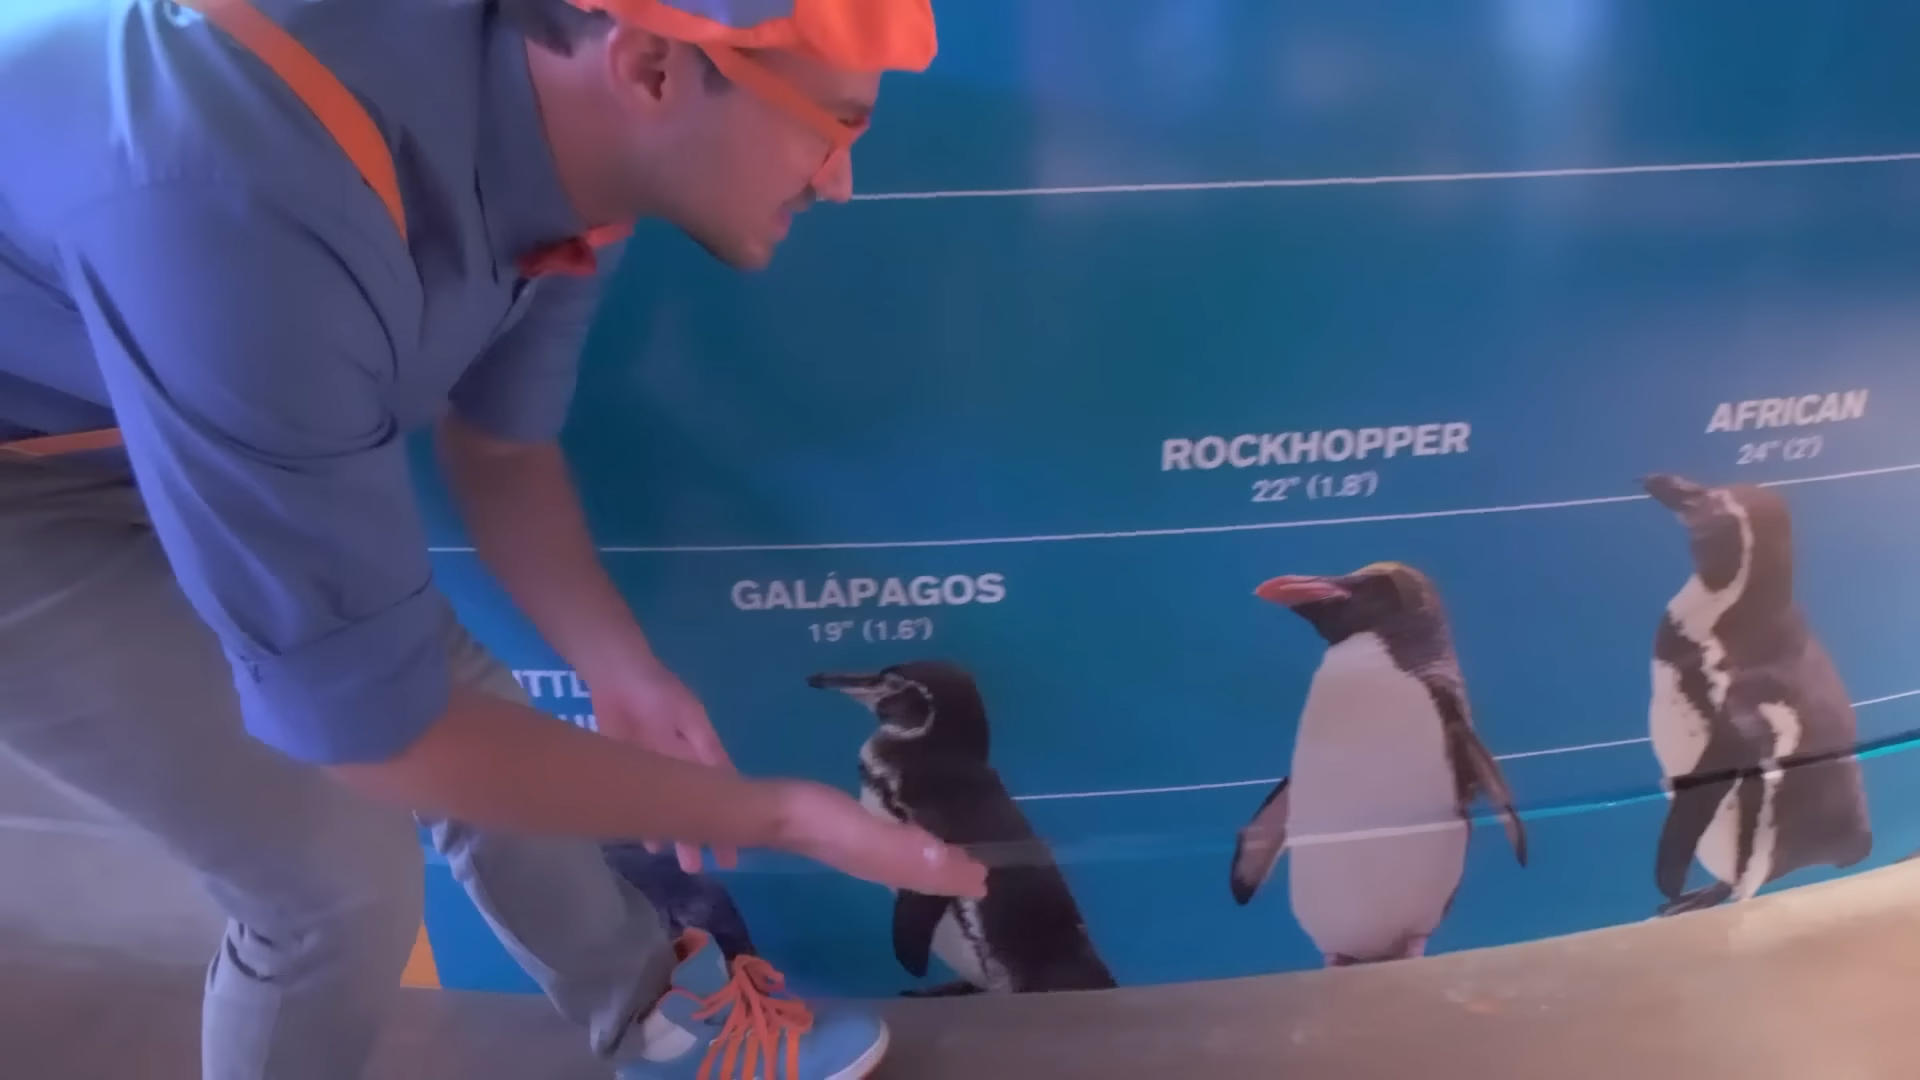 AFRICAN
24" (2')
ROCKHOPPER
22" (1.8')
GALÁPAGOS
19" (1.6')